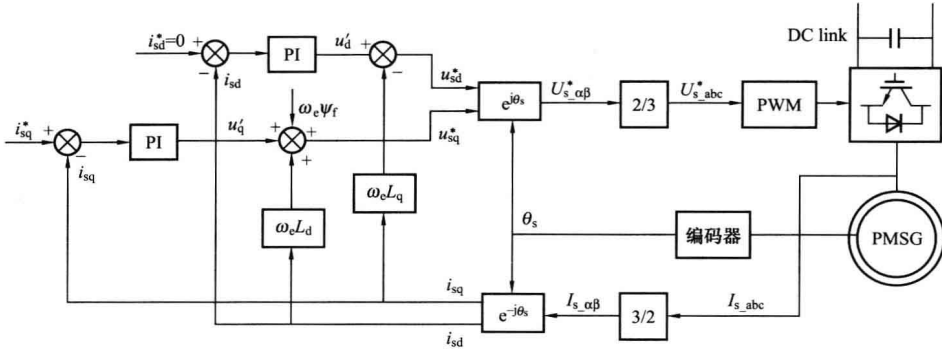 DC link
i*sd=0
+
−
isd
PI
u′d
+
−
u*sd
ejθs
U*s_αβ
2/3
U*s_abc
PWM
i*sq
+
−
isq
PI
u′q
ωeψf
+
+
+
+
u*sq
ωeLq
ωeLd
θs
编码器
PMSG
isq
isd
e−jθs
Is_αβ
3/2
Is_abc